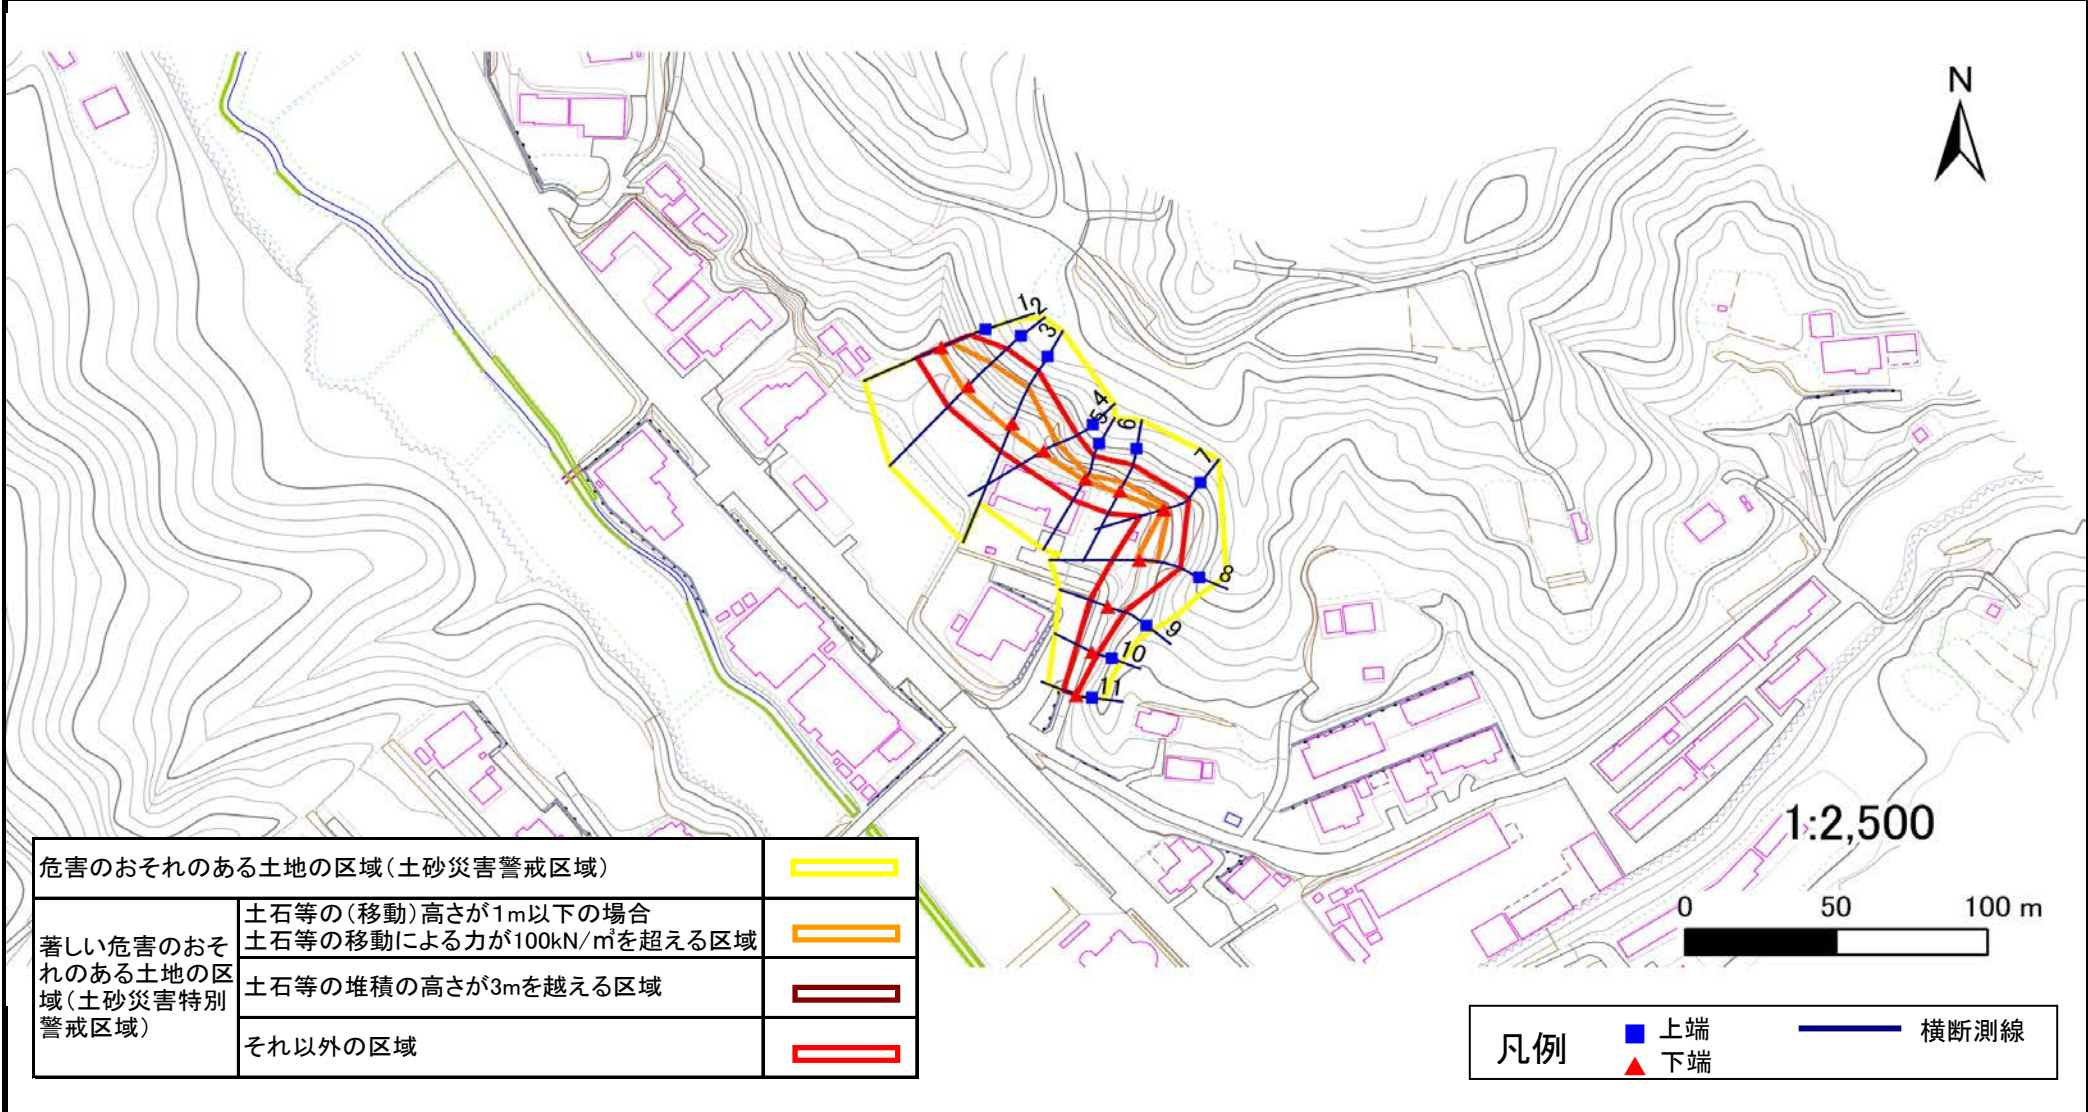 N
1
2
3
4
5
6
7
8
9
10
11
1:2,500
0 50 100 m
危害のおそれのある土地の区域(土砂災害警戒区域)
著しい危害のおそ
れのある土地の区
域(土砂災害特別
警戒区域)
土石等の(移動)高さが1m以下の場合
土石等の移動による力が100kN/㎡を超える区域
土石等の堆積の高さが3mを越える区域
それ以外の区域
凡例
上端
下端
横断測線